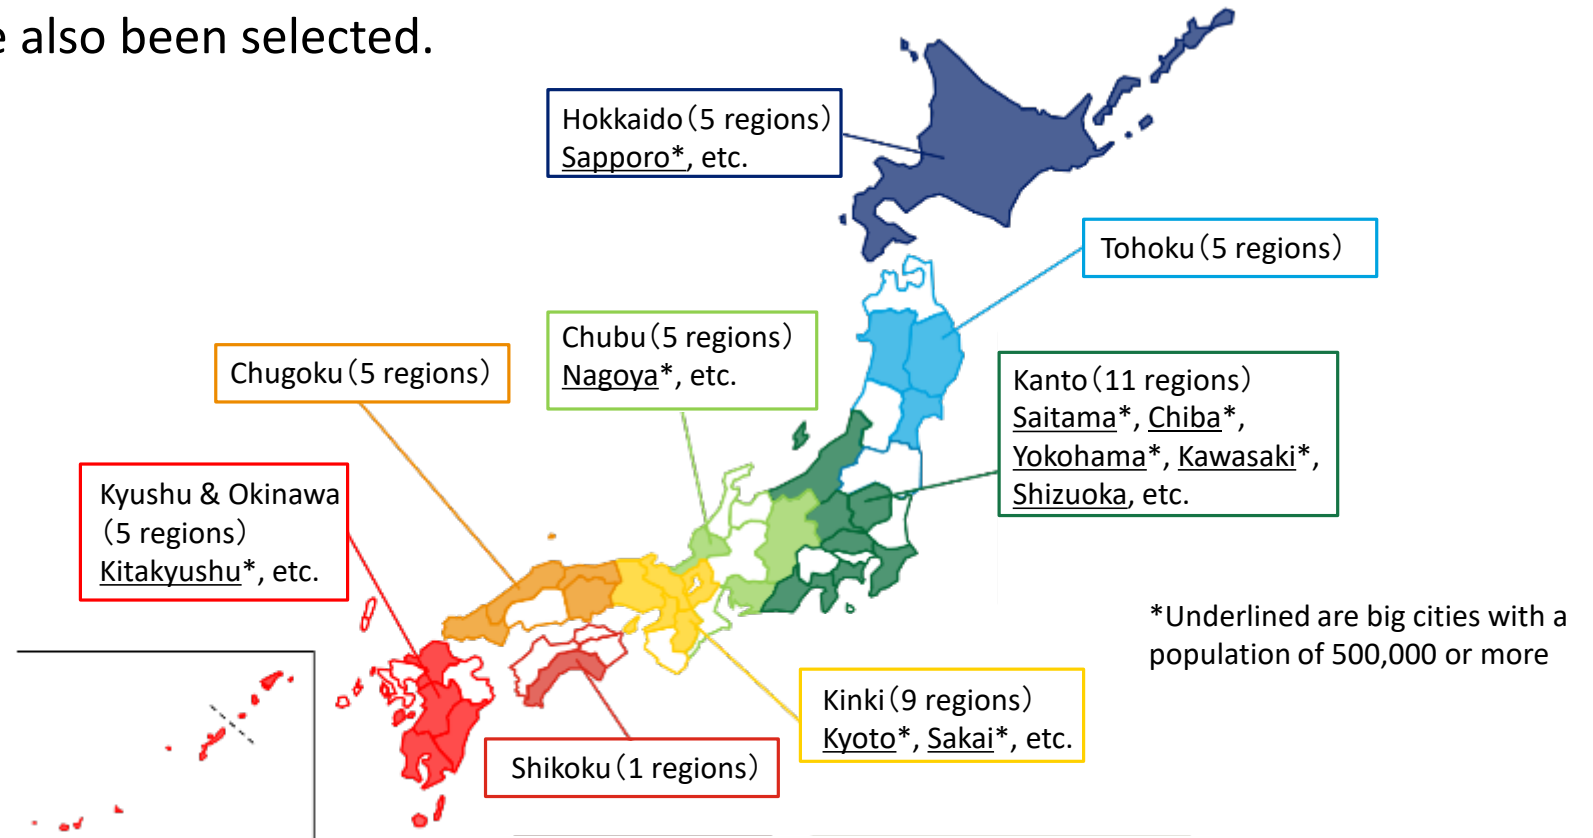 e also been selected.
Hokkaido（5 regions）
Sapporo*, etc.
Tohoku（5 regions）
Chubu（5 regions）
Nagoya*, etc.
Chugoku（5 regions）
Kanto（11 regions）
Saitama*, Chiba*,
Yokohama*, Kawasaki*,
Shizuoka, etc.
Kyushu & Okinawa
（5 regions）
Kitakyushu*, etc.
*Underlined are big cities with a
population of 500,000 or more
Kinki（9 regions）
Kyoto*, Sakai*, etc.
Shikoku（1 regions）